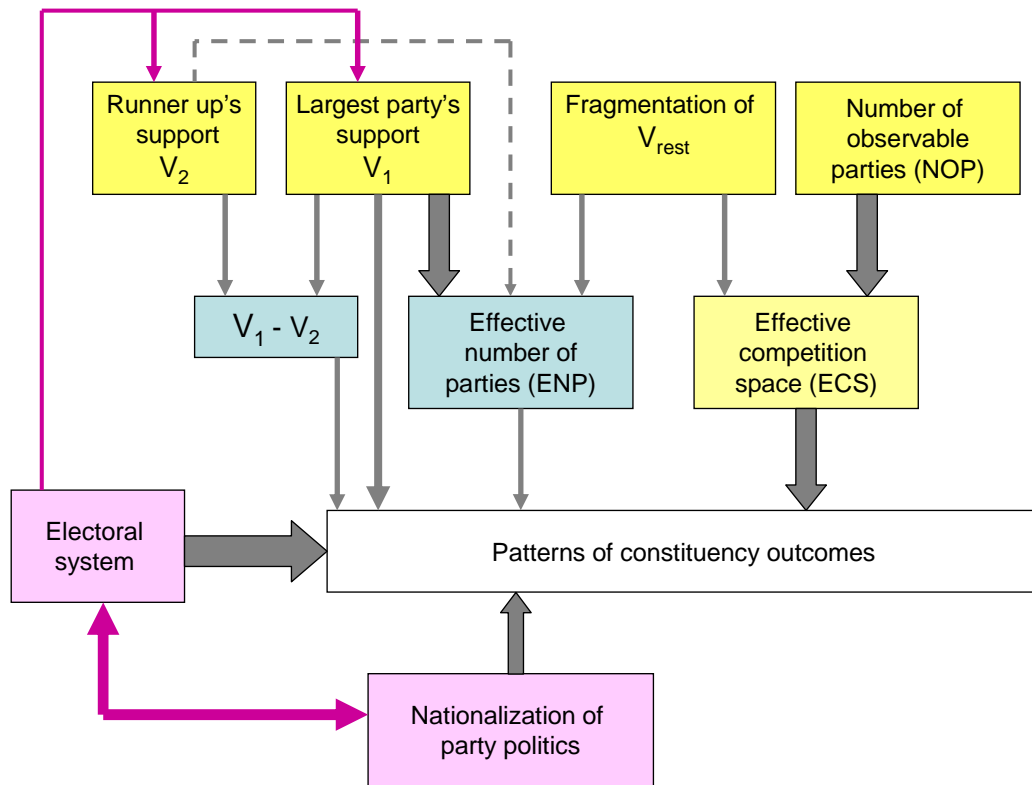 Runner up's
support
V2
Largest party's
support
V1
Fragmentation of
Vrest
Number of
observable
parties (NOP)
V1 - V2
Effective
number of
parties (ENP)
Effective
competition
space (ECS)
Electoral
system
Patterns of constituency outcomes
Nationalization of
party politics